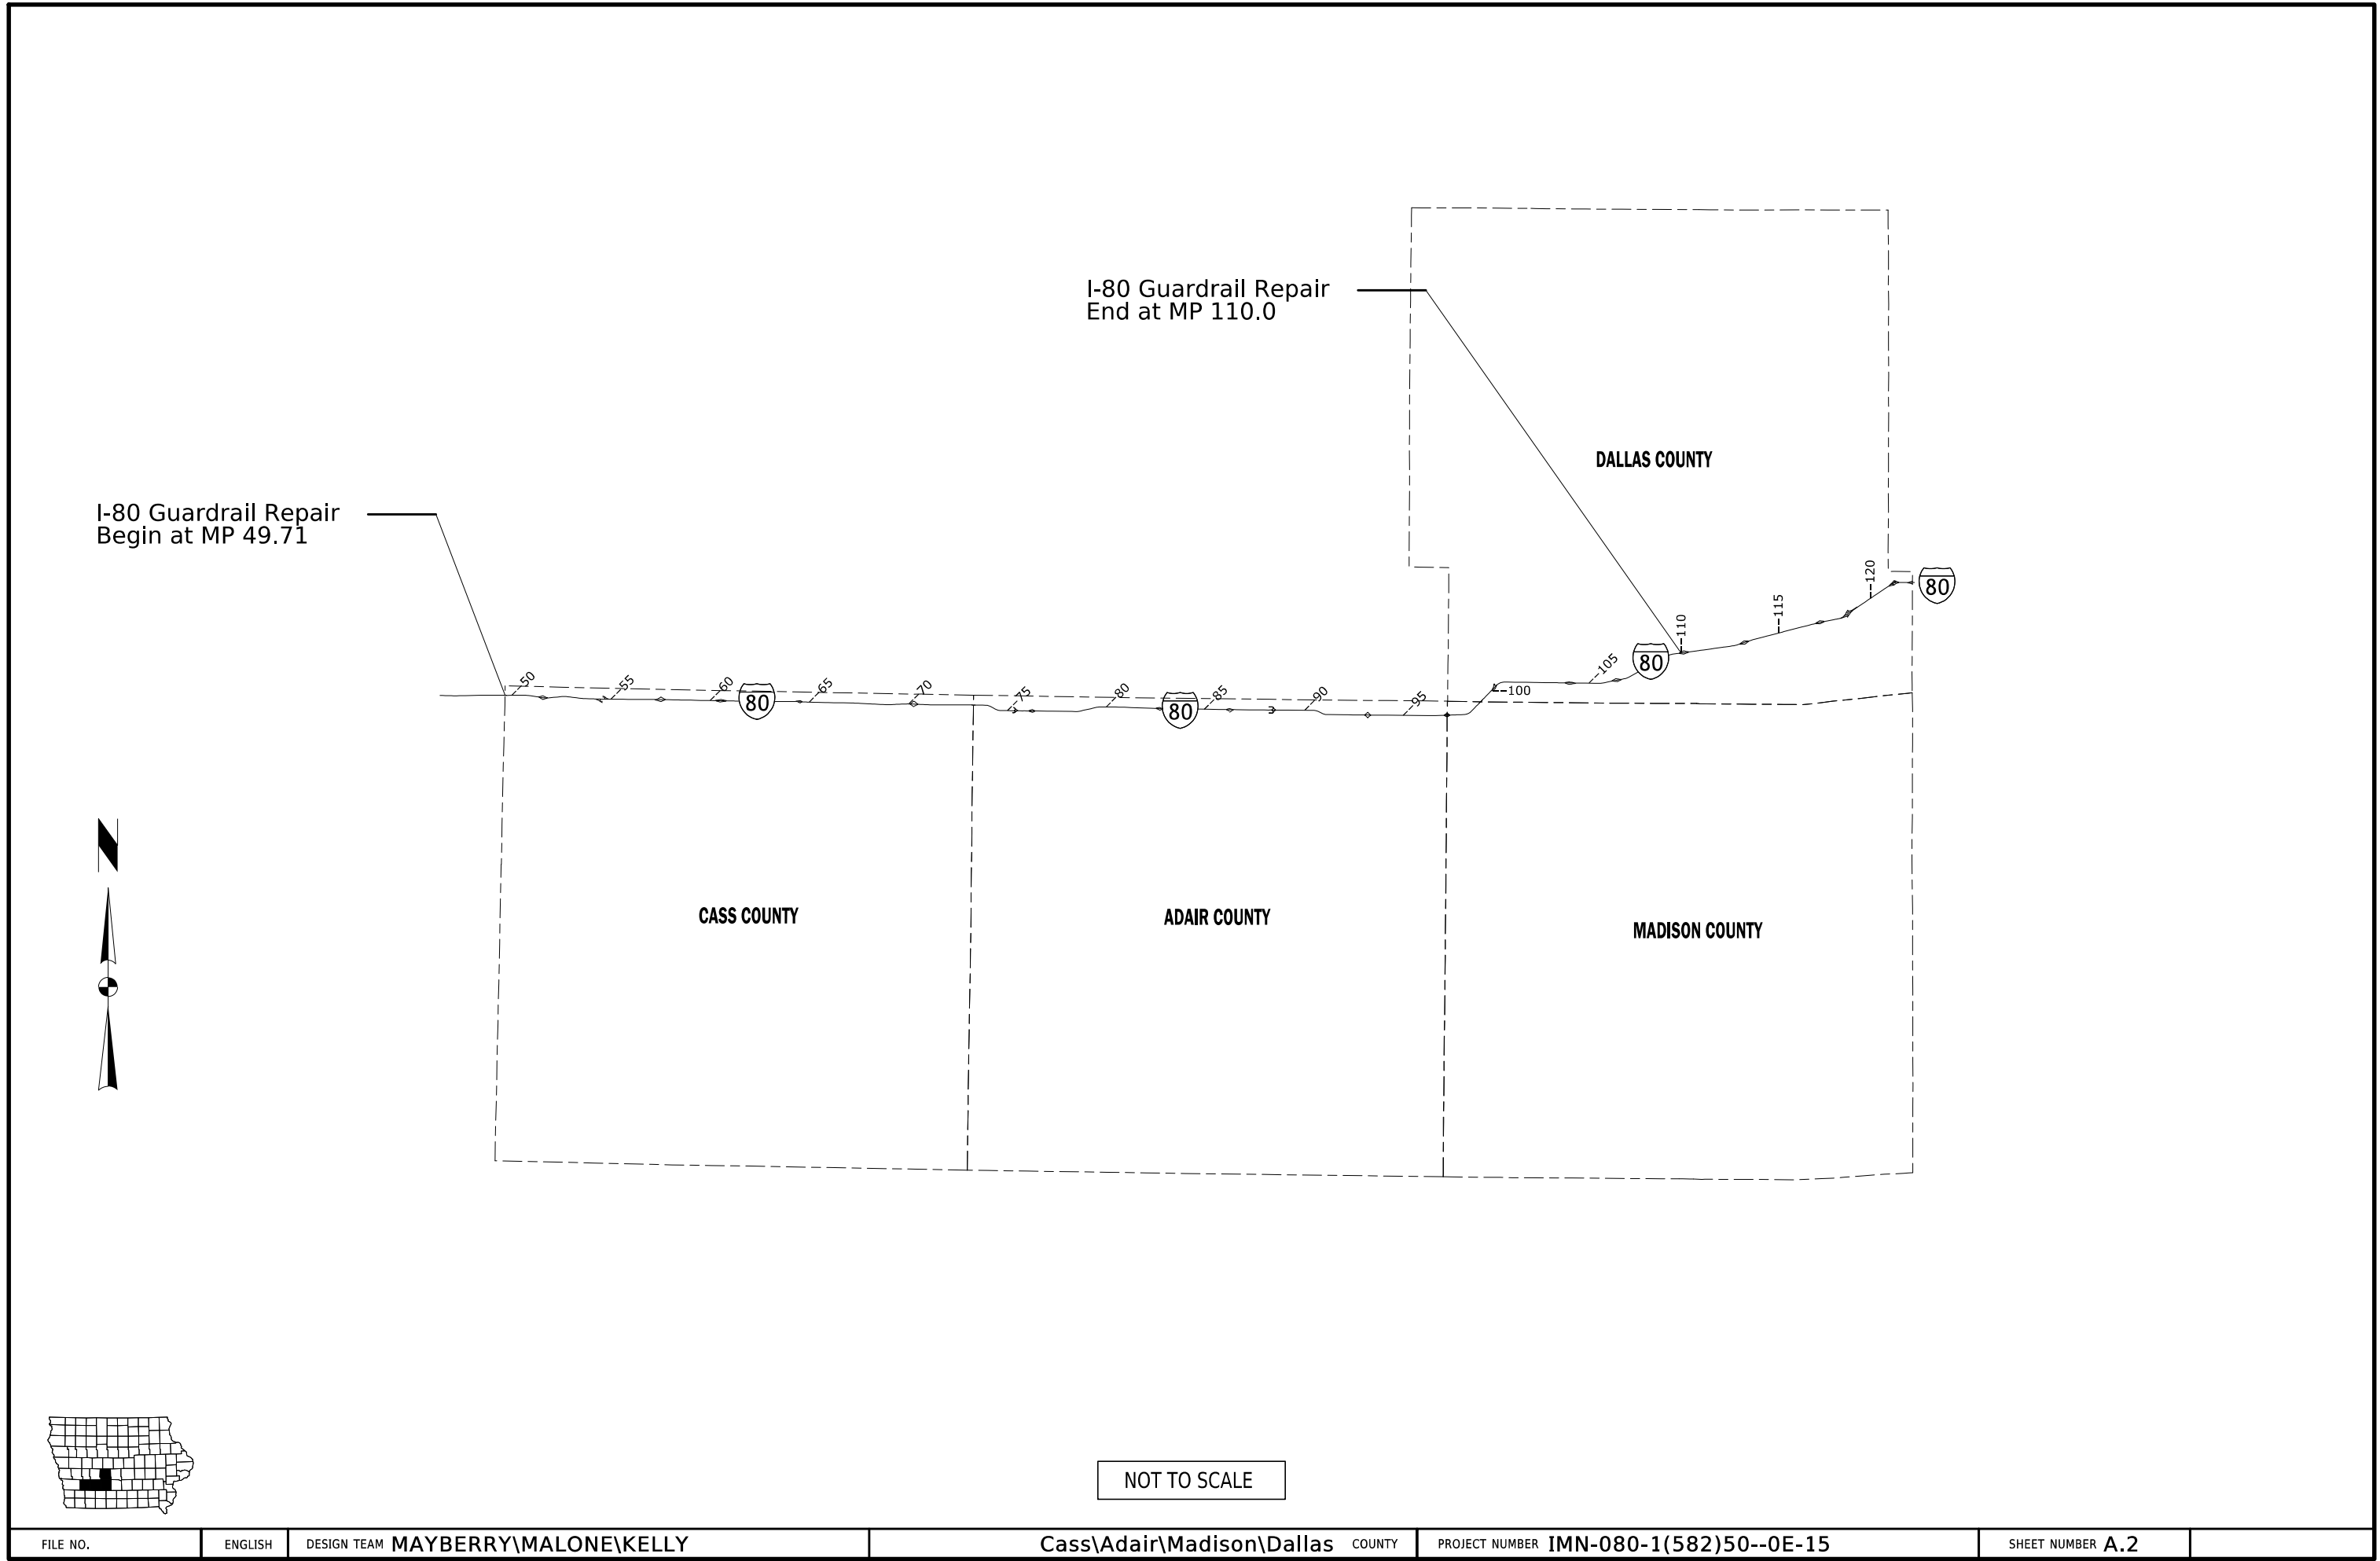 I-80 Guardrail Repair
End at MP 110.0
DALLAS COUNTY
I-80 Guardrail Repair
Begin at MP 49.71
50
55
60
80
65
70
75
80
80
85
90
95
100
105
80
110
115
120
80
N
CASS COUNTY
ADAIR COUNTY
MADISON COUNTY
NOT TO SCALE
FILE NO.
ENGLISH
DESIGN TEAM MAYBERRY\MALONE\KELLY
Cass\Adair\Madison\Dallas COUNTY
PROJECT NUMBER IMN-080-1(582)50--0E-15
SHEET NUMBER A.2